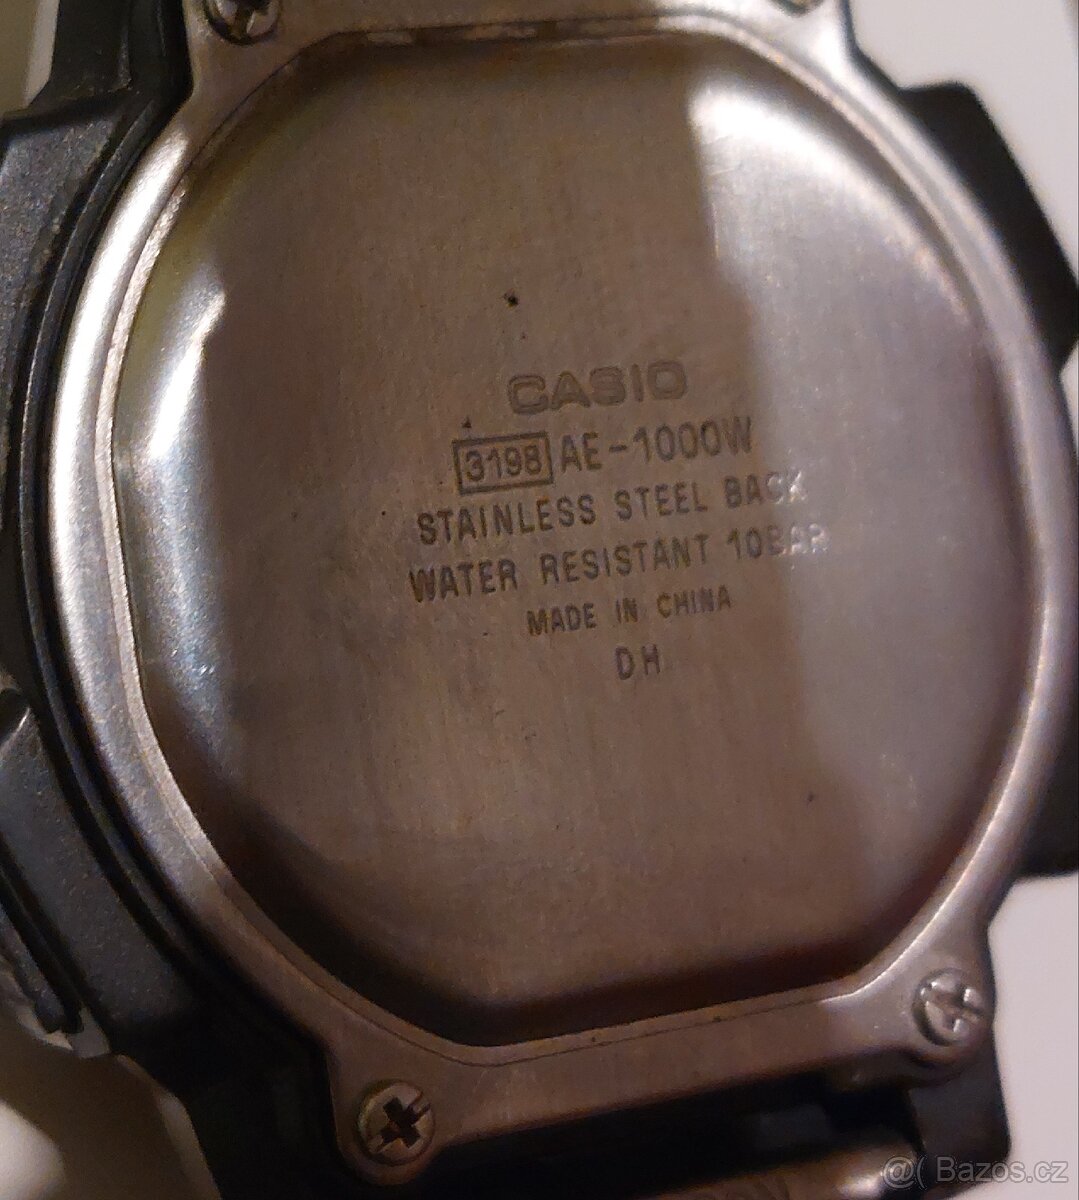 CASIO
3198 AE-1000W
STAINLESS STEEL BACK
WATER RESISTANT 10BAR
MADE IN CHINA
DH
@( Bazos.cz